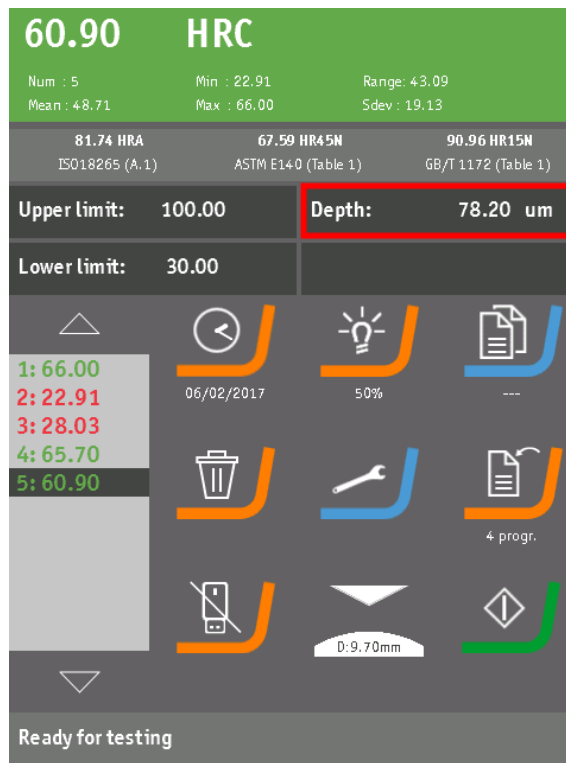 60.90 HRC
Num : 5 Min : 22.91 Range: 43.09
Mean : 48.71 Max : 66.00 Sdev : 19.13
81.74 HRA 67.59 HR45N 90.96 HR15N
ISO18265 (A.1) ASTM E140 (Table 1) GB/T 1172 (Table 1)
Upper limit: 100.00 Depth: 78.20 um
Lower limit: 30.00
1: 66.00
2: 22.91
3: 28.03
4: 65.70
5: 60.90
06/02/2017 50% ---
4 progr.
D:9.70mm
Ready for testing